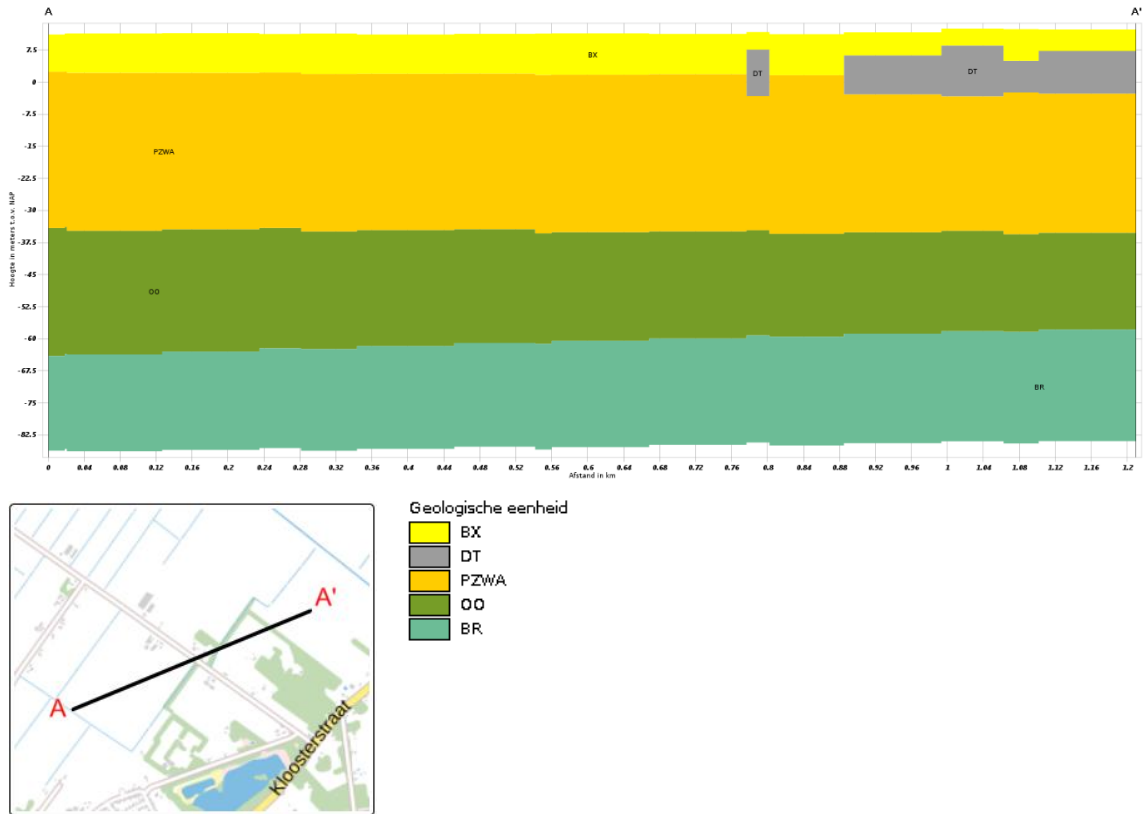 A A'
BX
DT
DT
PZWA
OO
BR
Hoogte in meters t.o.v. NAP
7.5
0
-7.5
-15
-22.5
-30
-37.5
-45
-52.5
-60
-67.5
-75
-82.5
0 0.04 0.08 0.12 0.16 0.2 0.24 0.28 0.32 0.36 0.4 0.44 0.48 0.52 0.56 0.6 0.64 0.68 0.72 0.76 0.8 0.84 0.88 0.92 0.96 1 1.04 1.08 1.12 1.16 1.2
Afstand in km
A'
A
Kloosterstraat
Geologische eenheid
BX
DT
PZWA
OO
BR